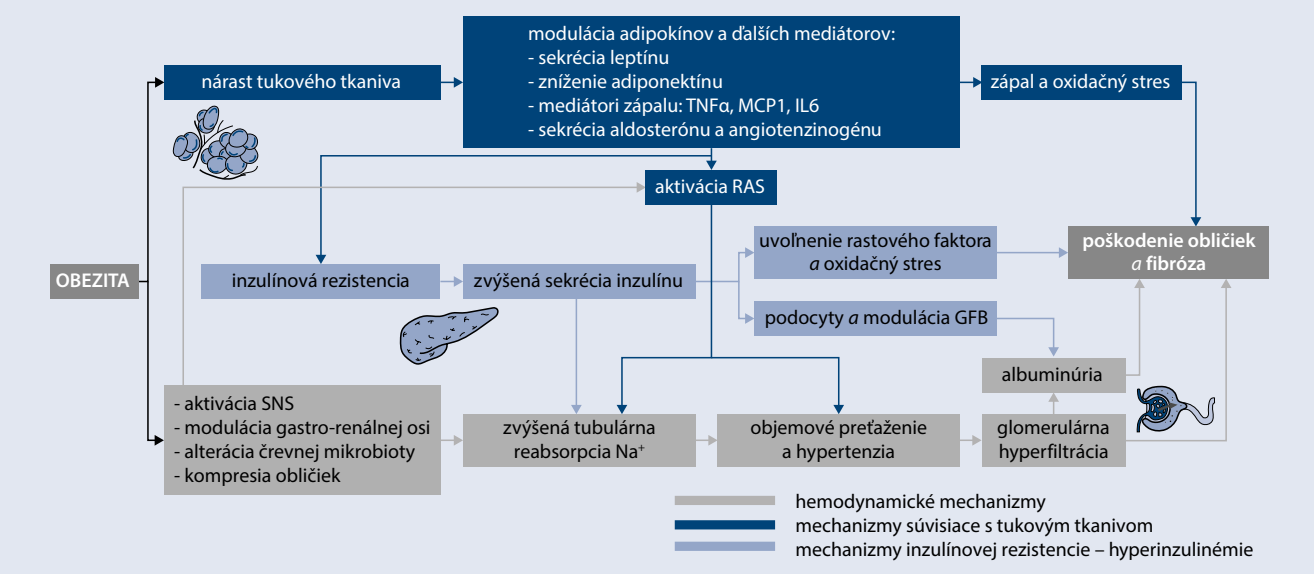 modulácia adipokínov a ďalších mediátorov:
- sekrécia leptínu
- zníženie adiponektínu
- mediátori zápalu: TNFα, MCP1, IL6
- sekrécia aldosterónu a angiotenzinogénu
nárast tukového tkaniva
zápal a oxidačný stres
aktivácia RAS
OBEZITA
inzulínová rezistencia
zvýšená sekrécia inzulínu
uvoľnenie rastového faktora
a oxidačný stres
poškodenie obličiek
a fibróza
podocyty a modulácia GFB
albuminúria
- aktivácia SNS
- modulácia gastro-renálnej osi
- alterácia črevnej mikrobioty
- kompresia obličiek
zvýšená tubulárna
reabsorpcia Na⁺
objemové preťaženie
a hypertenzia
glomerulárna
hyperfiltrácia
hemodynamické mechanizmy
mechanizmy súvisiace s tukovým tkanivom
mechanizmy inzulínovej rezistencie – hyperinzulinémie